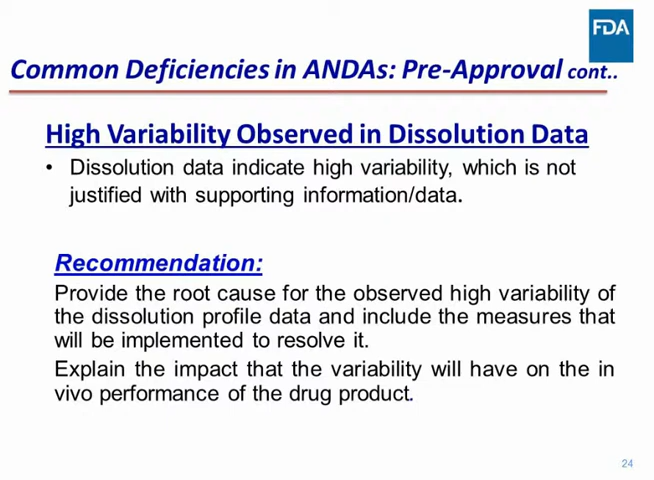 FDA
Common Deficiencies in ANDAs: Pre-Approval cont..
High Variability Observed in Dissolution Data
• Dissolution data indicate high variability, which is not
justified with supporting information/data.
Recommendation:
Provide the root cause for the observed high variability of
the dissolution profile data and include the measures that
will be implemented to resolve it.
Explain the impact that the variability will have on the in
vivo performance of the drug product.
24